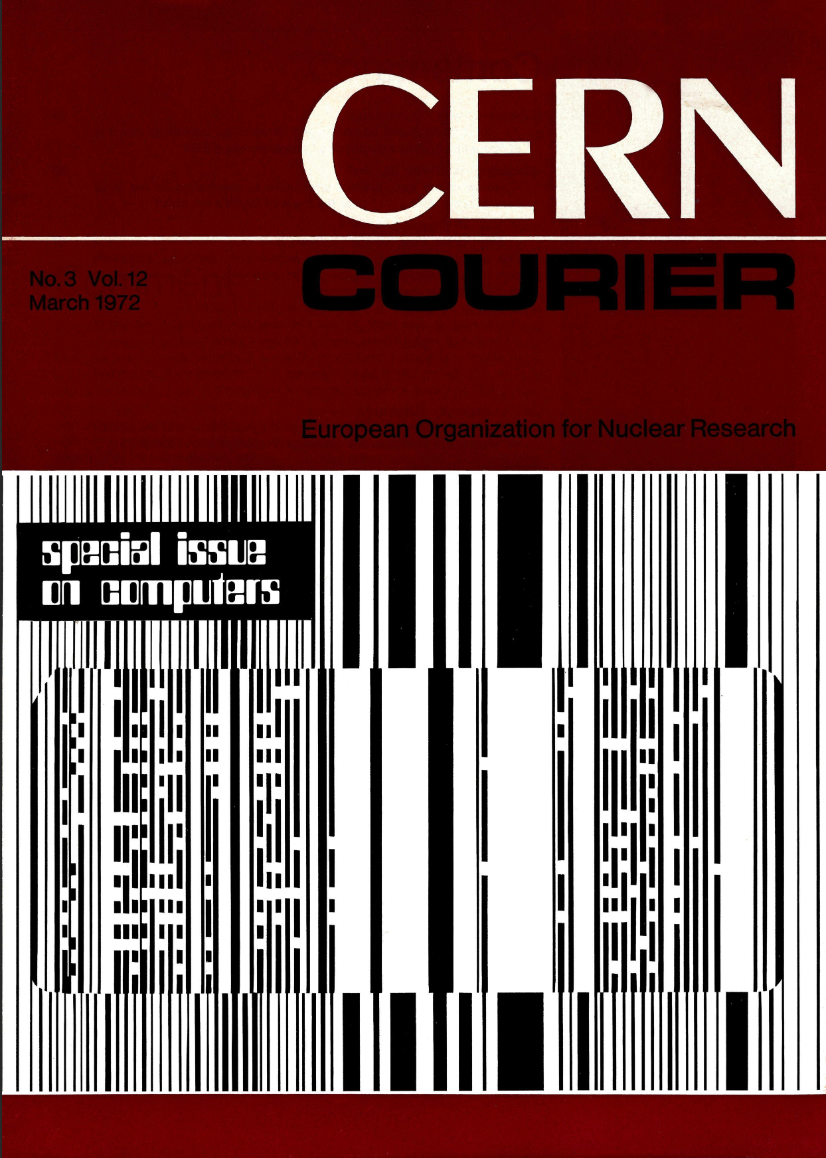 CERN
COURIER
No. 3 Vol. 12
March 1972
European Organization for Nuclear Research
special issue
on computers